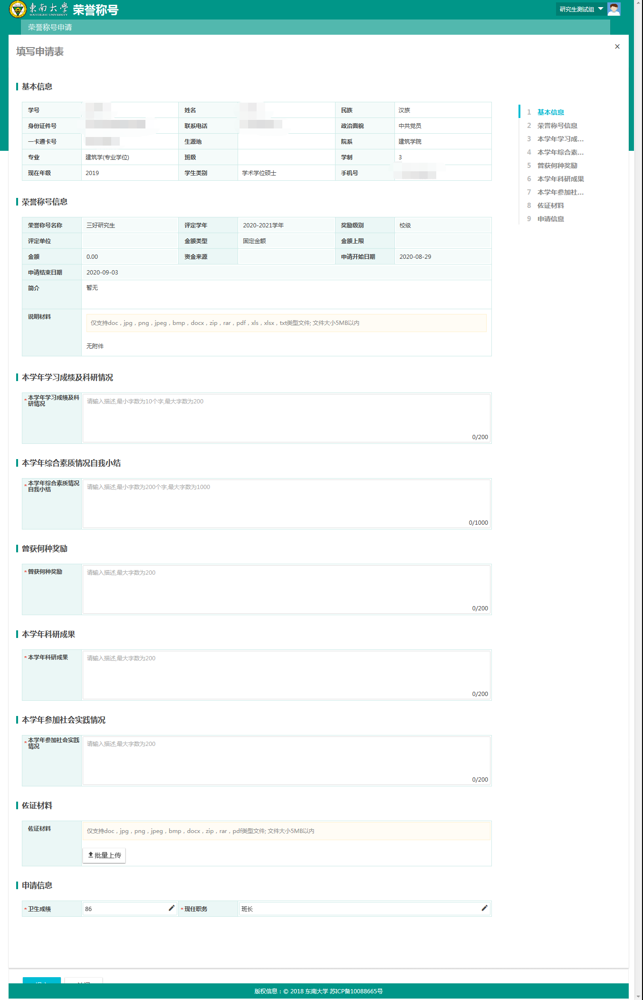 東南大學 荣誉称号
SOUTHEAST UNIVERSITY
研究生测试组
荣誉称号申请
填写申请表
×
基本信息
学号 姓名 民族 汉族
身份证件号 联系电话 政治面貌 中共党员
一卡通卡号 生源地 院系 建筑学院
专业 建筑学(专业学位) 班级 学制 3
现在年级 2019 学生类别 学术学位硕士 手机号
1 基本信息
2 荣誉称号信息
3 本学年学习成...
4 本学年综合素...
5 曾获何种奖励
6 本学年科研成果
7 本学年参加社...
8 佐证材料
9 申请信息
荣誉称号信息
荣誉称号名称 三好研究生 评定学年 2020-2021学年 奖励级别 校级
评定单位 金额类型 固定金额 金额上限
金额 0.00 资金来源 申请开始日期 2020-08-29
申请结束日期 2020-09-03
简介 暂无
说明材料 仅支持doc，jpg，png，jpeg，bmp，docx，zip，rar，pdf，xls，xlsx，txt类型文件; 文件大小5MB以内
无附件
本学年学习成绩及科研情况
* 本学年学习成绩及科
研情况
请输入描述,最小字数为10个字,最大字数为200
0/200
本学年综合素质情况自我小结
* 本学年综合素质情况
自我小结
请输入描述,最小字数为200个字,最大字数为1000
0/1000
曾获何种奖励
* 曾获何种奖励 请输入描述,最大字数为200
0/200
本学年科研成果
* 本学年科研成果 请输入描述,最大字数为200
0/200
本学年参加社会实践情况
* 本学年参加社会实践
情况
请输入描述,最大字数为200
0/200
佐证材料
佐证材料 仅支持doc，jpg，png，jpeg，bmp，docx，zip，rar，pdf类型文件; 文件大小5MB以内
批量上传
申请信息
* 卫生成绩 86 * 现任职务 班长
版权信息：© 2018 东南大学 苏ICP备10088665号